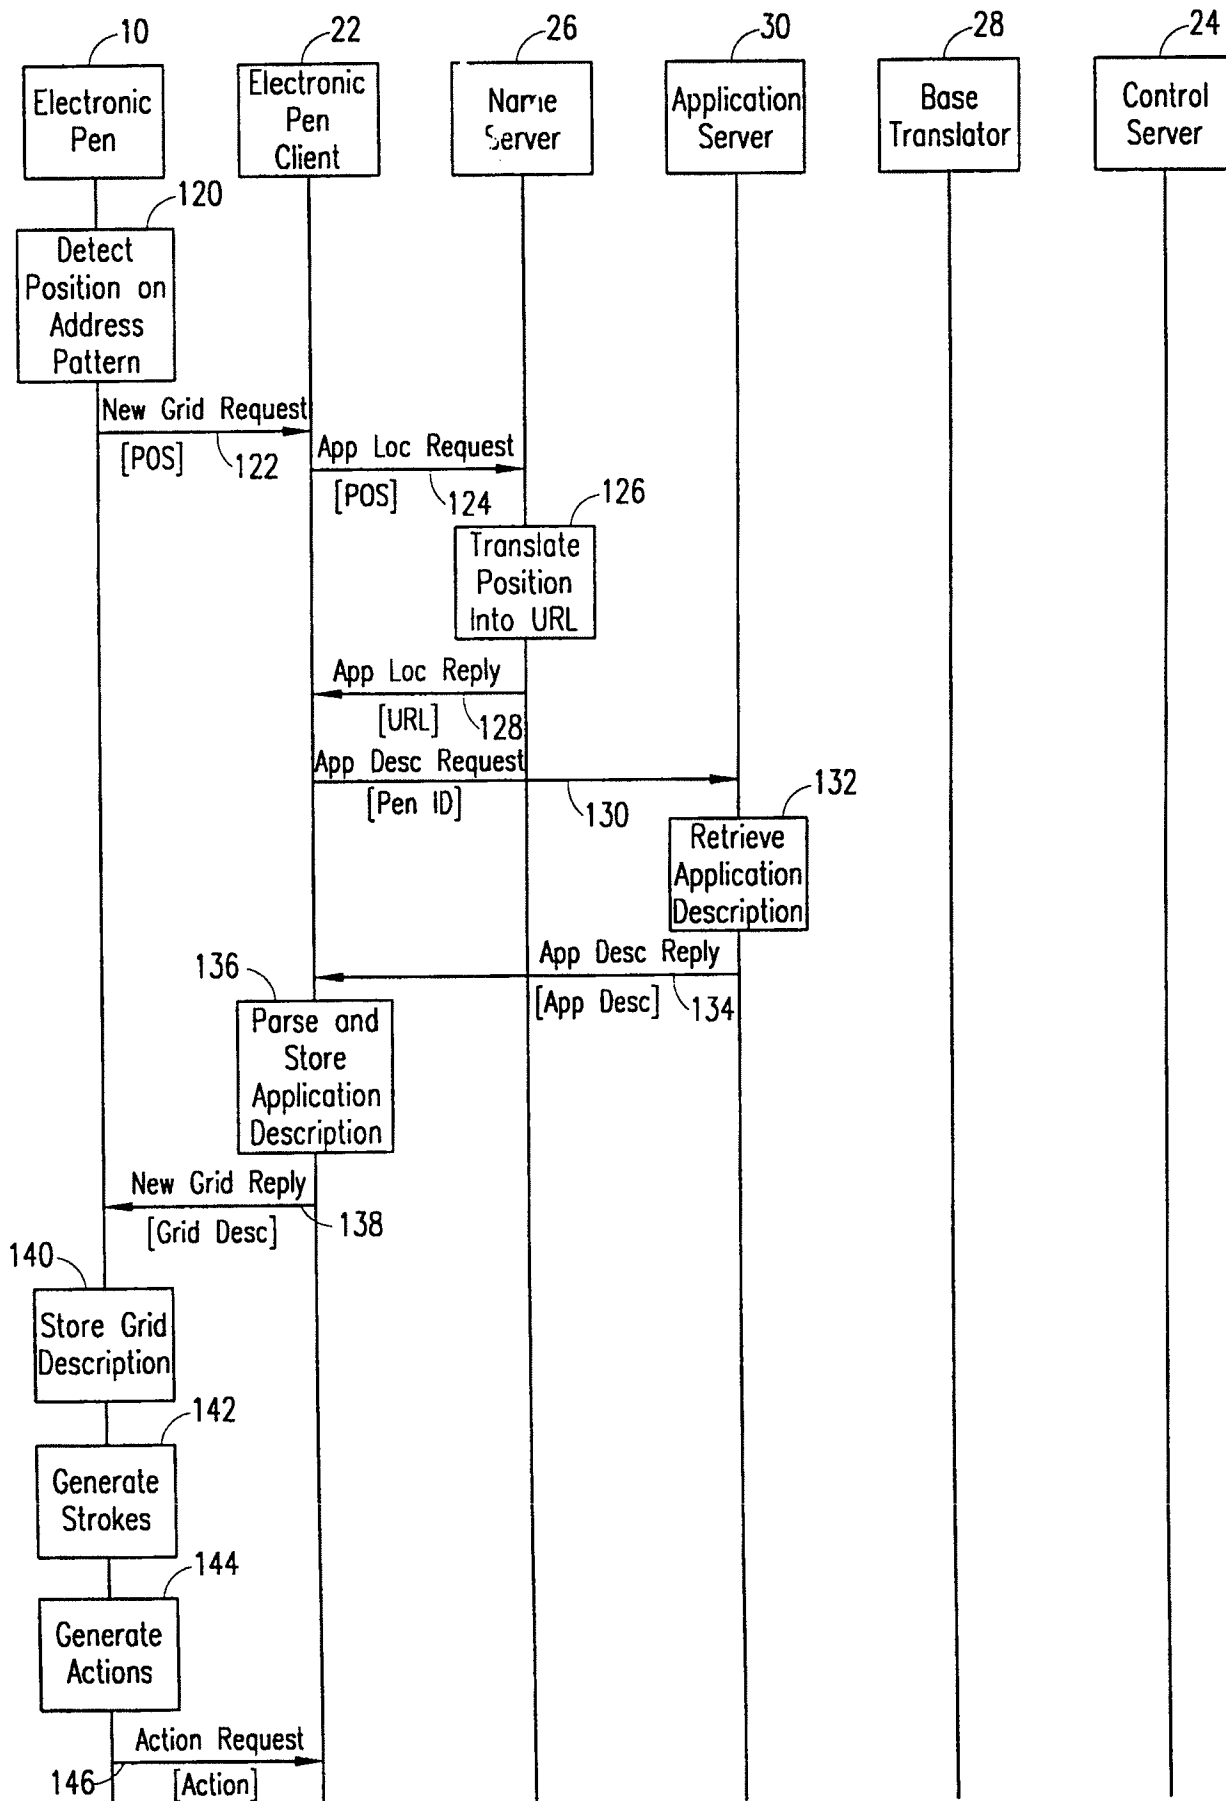 10
22
26
30
28
24
Electronic
Pen
Electronic
Pen
Client
Name
Server
Application
Server
Base
Translator
Control
Server
120
Detect
Position on
Address
Pattern
New Grid Request
[POS]
122
App Loc Request
[POS]
124
126
Translate
Position
Into URL
App Loc Reply
[URL]
128
App Desc Request
[Pen ID]
130
132
Retrieve
Application
Description
App Desc Reply
[App Desc]
134
136
Parse and
Store
Application
Description
New Grid Reply
[Grid Desc]
138
140
Store Grid
Description
142
Generate
Strokes
144
Generate
Actions
Action Request
146
[Action]